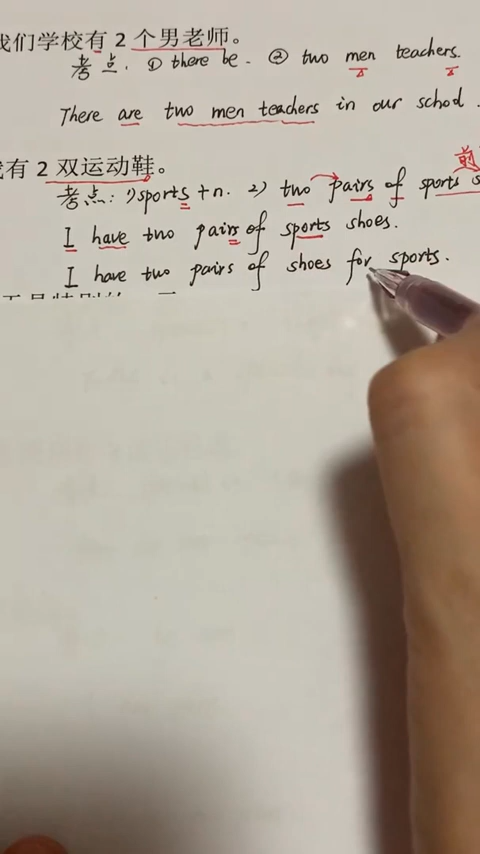 我们学校有 2 个男老师。
考点. ① there be. ② two men teachers.
There are two men teachers in our school.
我有 2 双运动鞋。
前
考点: 1) sports + n. 2) two pairs of sports s
I have two pairs of sports shoes.
I have two pairs of shoes for sports.